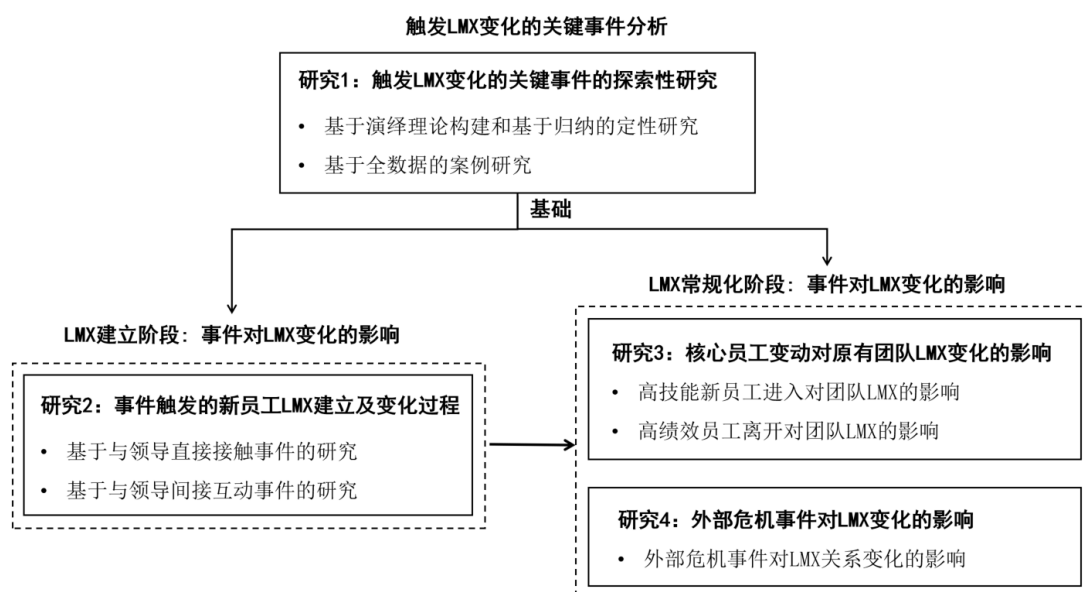 触发LMX变化的关键事件分析
研究1：触发LMX变化的关键事件的探索性研究
• 基于演绎理论构建和基于归纳的定性研究
• 基于全数据的案例研究
基础
LMX建立阶段：事件对LMX变化的影响
研究2：事件触发的新员工LMX建立及变化过程
• 基于与领导直接接触事件的研究
• 基于与领导间接互动事件的研究
LMX常规化阶段：事件对LMX变化的影响
研究3：核心员工变动对原有团队LMX变化的影响
• 高技能新员工进入对团队LMX的影响
• 高绩效员工离开对团队LMX的影响
研究4：外部危机事件对LMX变化的影响
• 外部危机事件对LMX关系变化的影响